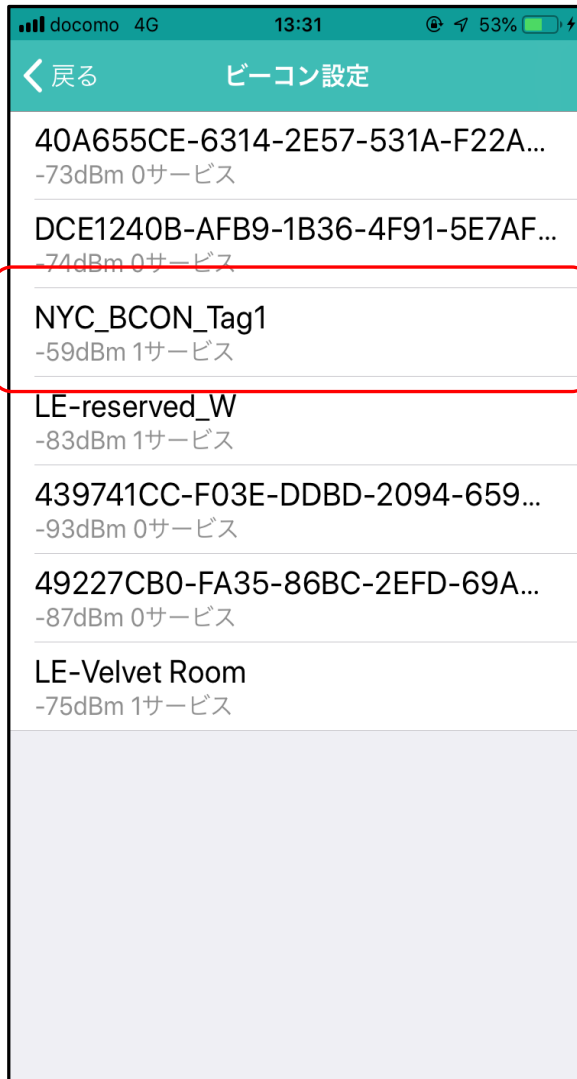 docomo 4G 13:31 53%
戻る ビーコン設定
40A655CE-6314-2E57-531A-F22A...
-73dBm 0サービス
DCE1240B-AFB9-1B36-4F91-5E7AF...
-74dBm 0サービス
NYC_BCON_Tag1
-59dBm 1サービス
LE-reserved_W
-83dBm 1サービス
439741CC-F03E-DDBD-2094-659...
-93dBm 0サービス
49227CB0-FA35-86BC-2EFD-69A...
-87dBm 0サービス
LE-Velvet Room
-75dBm 1サービス